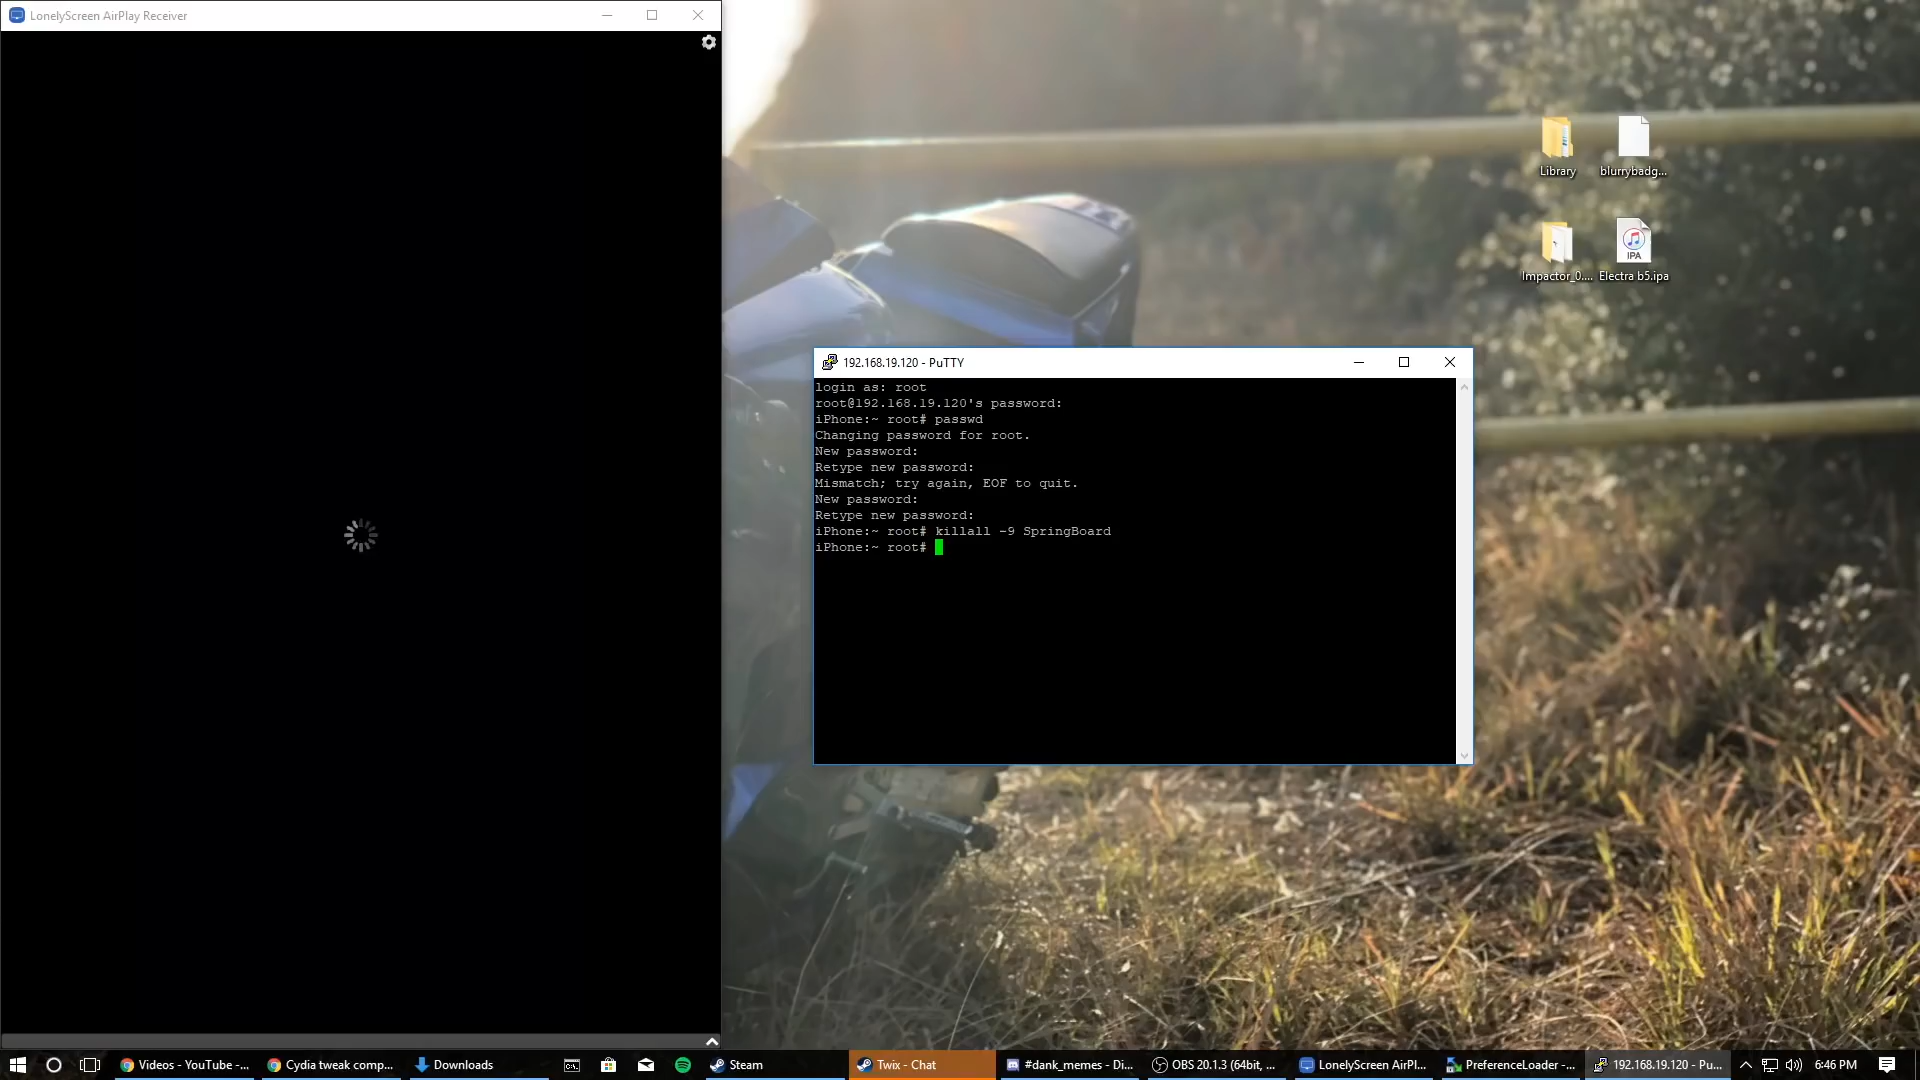 LonelyScreen AirPlay Receiver
Library
blurrybadg...
Impactor_0....
Electra b5.ipa
IPA
192.168.19.120 - PuTTY
login as: root
root@192.168.19.120's password:
iPhone:~ root# passwd
Changing password for root.
New password:
Retype new password:
Mismatch; try again, EOF to quit.
New password:
Retype new password:
iPhone:~ root# killall -9 SpringBoard
iPhone:~ root#
Videos - YouTube -...
Cydia tweak comp...
Downloads
Steam
Twix - Chat
#dank_memes - Di...
OBS 20.1.3 (64bit, ...
LonelyScreen AirPl...
PreferenceLoader -...
192.168.19.120 - Pu...
6:46 PM